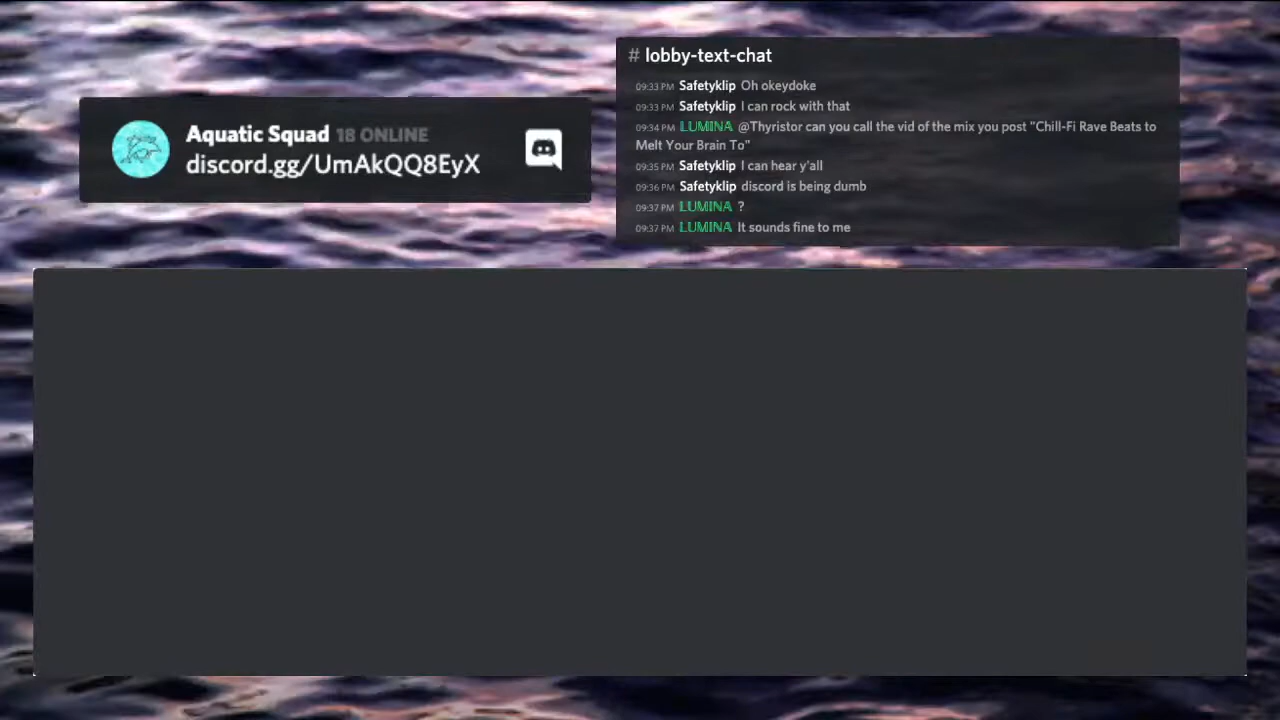 Aquatic Squad 18 ONLINE
discord.gg/UmAkQQ8EyX
# lobby-text-chat
09:33 PM Safetyklip Oh okeydoke
09:33 PM Safetyklip I can rock with that
09:34 PM LUMINA @Thyristor can you call the vid of the mix you post "Chill-Fi Rave Beats to
Melt Your Brain To"
09:35 PM Safetyklip I can hear y'all
09:36 PM Safetyklip discord is being dumb
09:37 PM LUMINA ?
09:37 PM LUMINA It sounds fine to me